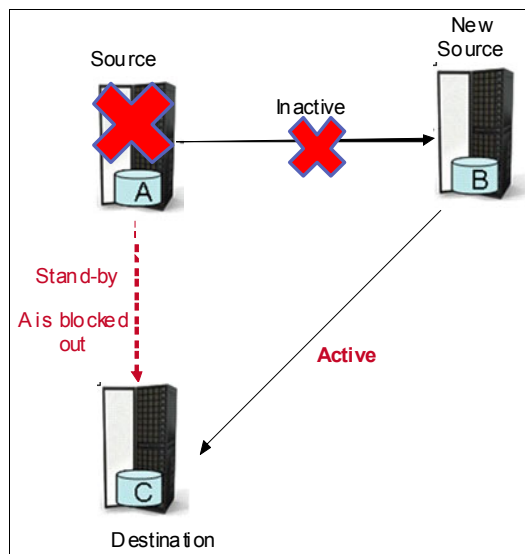 Source
New
Source
Inactive
A
B
Stand-by
A is blocked
out
Active
C
Destination